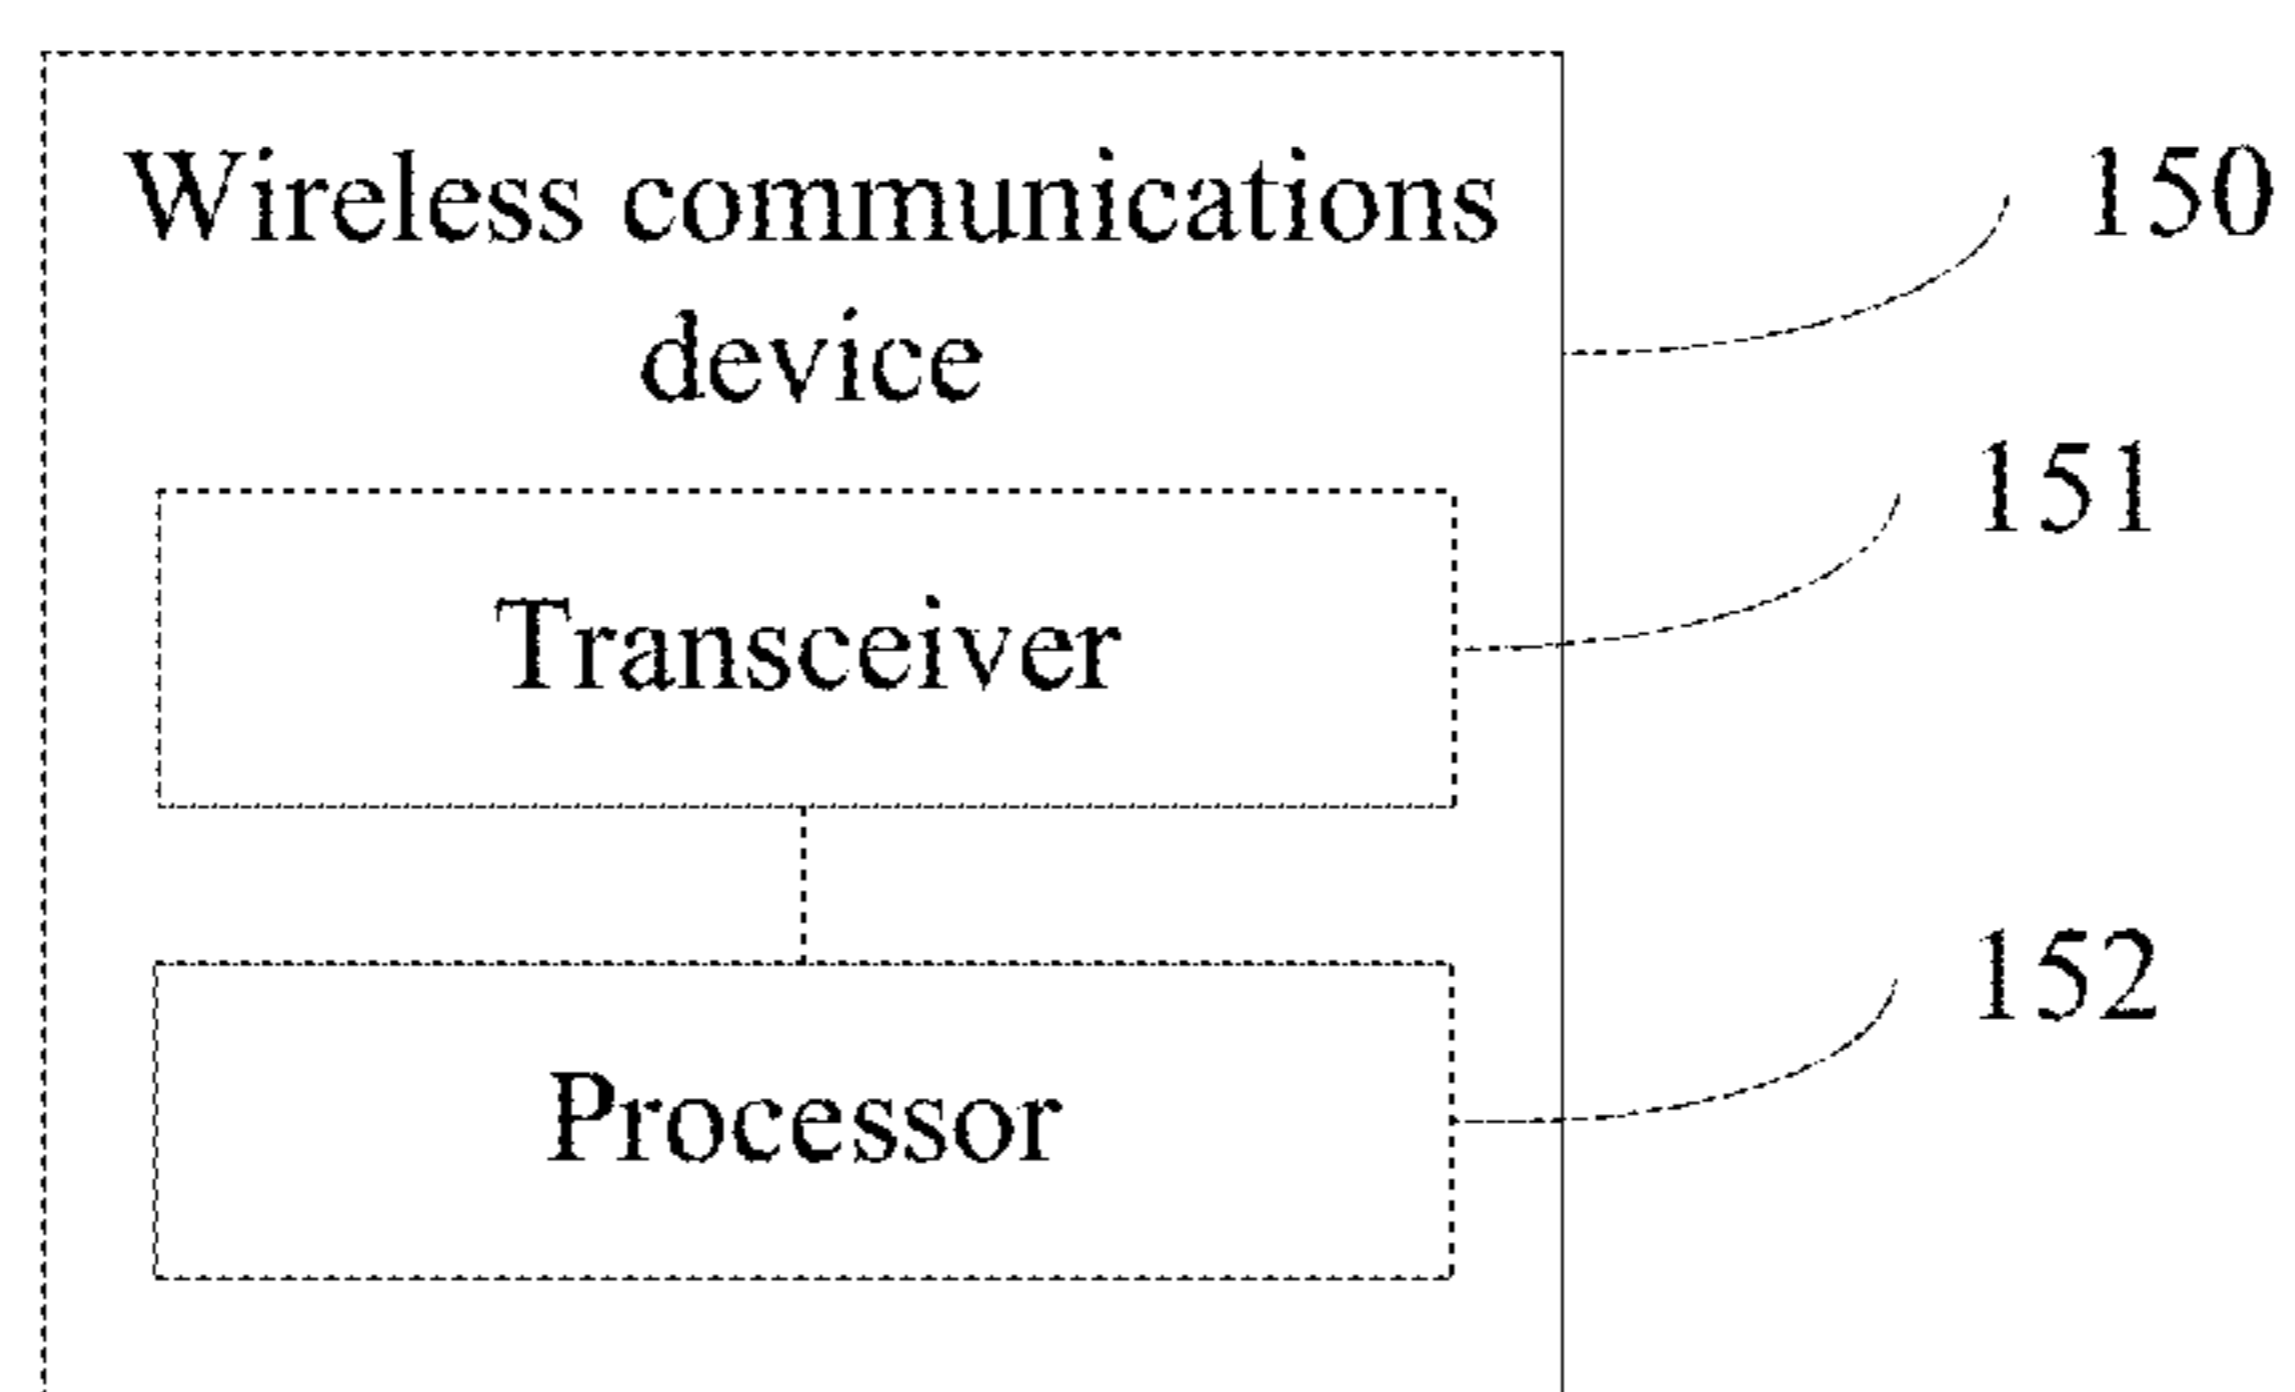 Wireless communications
device
150
151
Transceiver
152
Processor